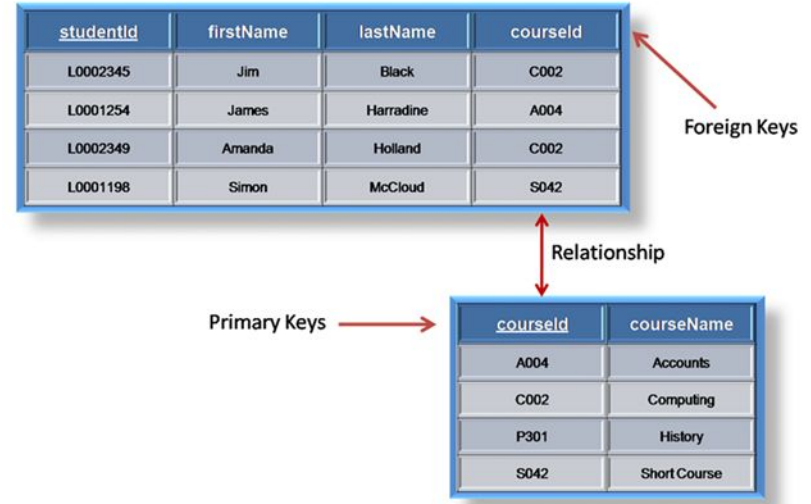 studentId firstName lastName courseId
L0002345 Jim Black C002
L0001254 James Harradine A004
L0002349 Amanda Holland C002
L0001198 Simon McCloud S042
Foreign Keys
Relationship
Primary Keys
courseId courseName
A004 Accounts
C002 Computing
P301 History
S042 Short Course